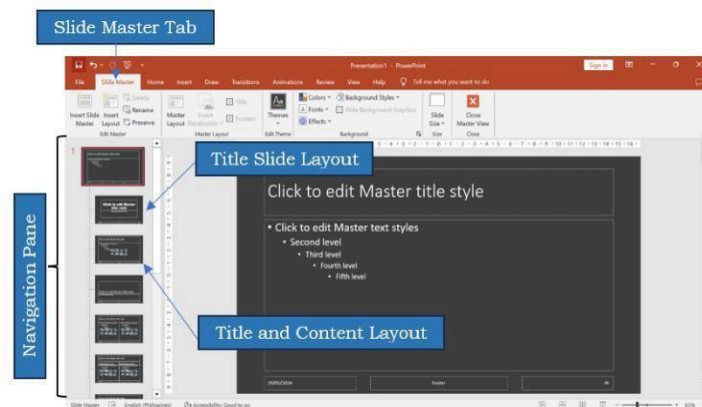 Slide Master Tab
Presentation1 - PowerPoint
Sign in
File Slide Master Home Insert Draw Transitions Animations Review View Help Tell me what you want to do
Insert Slide Master
Insert Layout
Delete
Rename
Preserve
Edit Master
Master Layout
Insert Placeholder
Title
Footers
Master Layout
Themes
Edit Theme
Colors
Fonts
Effects
Background Styles
Hide Background Graphics
Background
Slide Size
Size
Close Master View
Close
Navigation Pane
1
Title Slide Layout
Click to edit Master title style
• Click to edit Master text styles
• Second level
• Third level
• Fourth level
• Fifth level
Title and Content Layout
Footer
Slide Master English (Philippines) Accessibility: Good to go